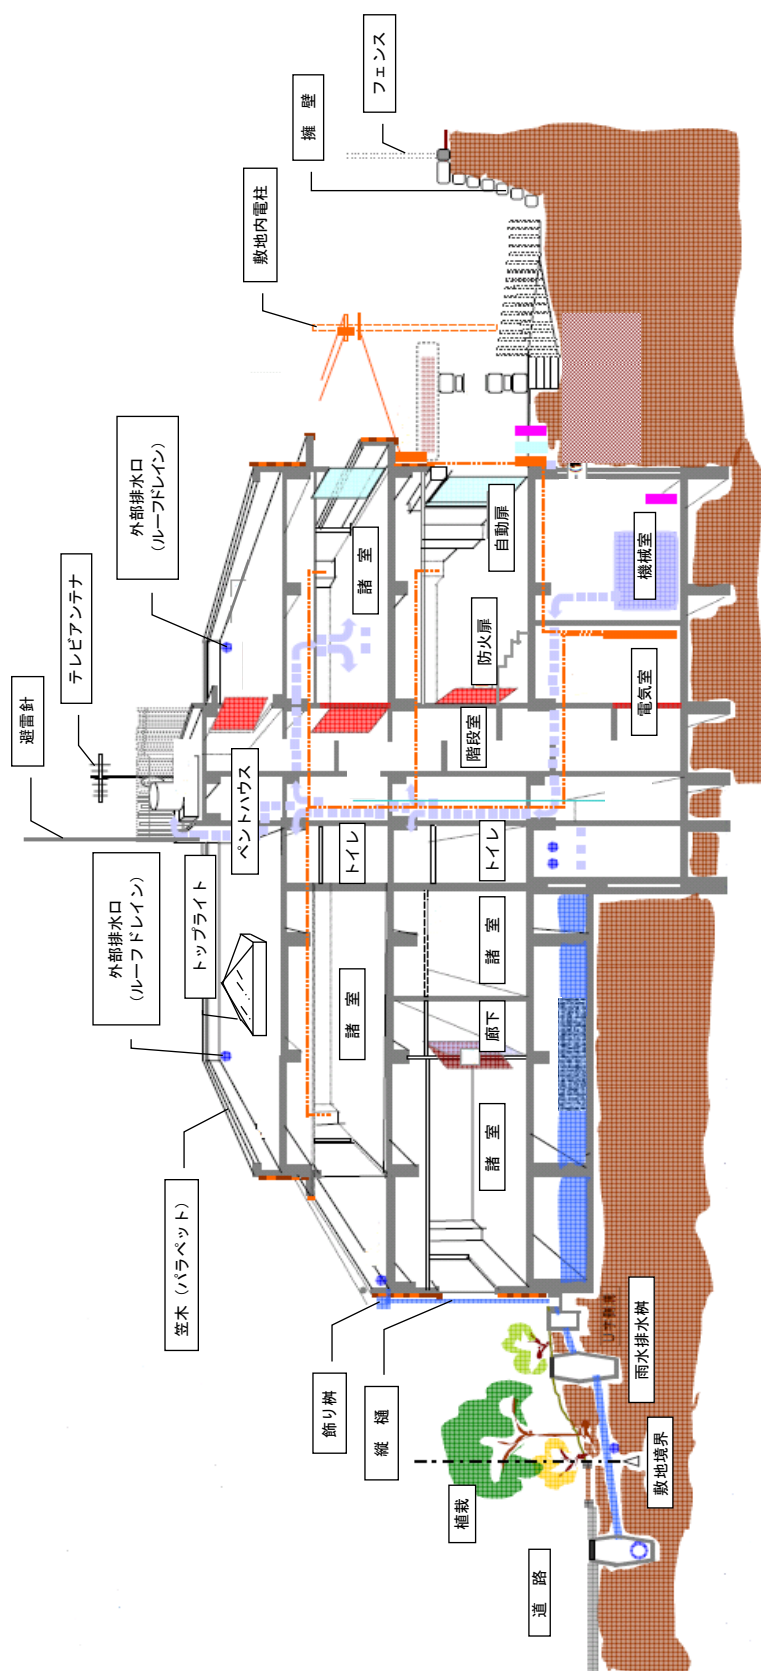 避雷針
テレビアンテナ
外部排水口
(ルーフドレイン)
敷地内電柱
擁 壁
フェンス
外部排水口
(ルーフドレイン)
トップライト
ペントハウス
笠木(パラペット)
飾り桝
縦 樋
植栽
道 路
敷地境界
雨水排水桝
諸 室
トイレ
諸 室
諸 室
廊下
諸 室
トイレ
階段室
防火扉
自動扉
電気室
機械室